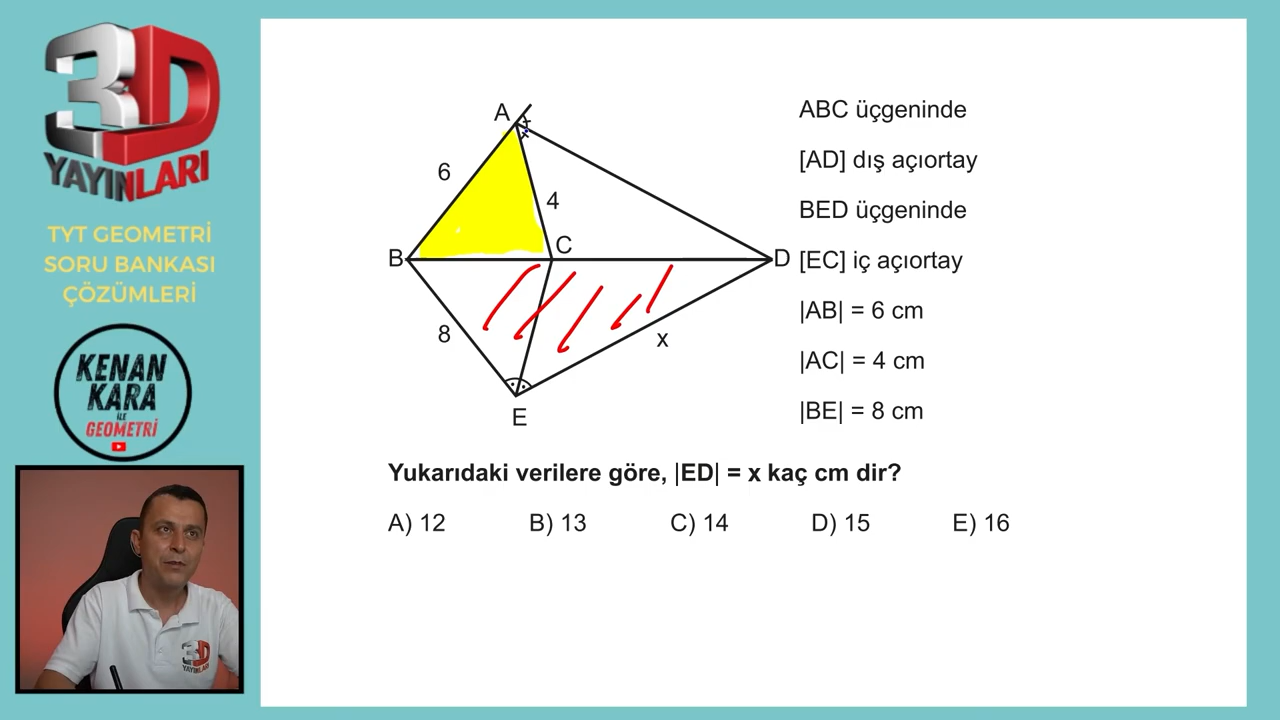 3D
YAYINLARI
TYT GEOMETRİ
SORU BANKASI
ÇÖZÜMLERİ
KENAN
KARA
İLE
GEOMETRİ
3D
YAYINLARI
A
6
4
B
C
D
8
x
E
ABC üçgeninde
[AD] dış açıortay
BED üçgeninde
[EC] iç açıortay
|AB| = 6 cm
|AC| = 4 cm
|BE| = 8 cm
Yukarıdaki verilere göre, |ED| = x kaç cm dir?
A) 12 B) 13 C) 14 D) 15 E) 16